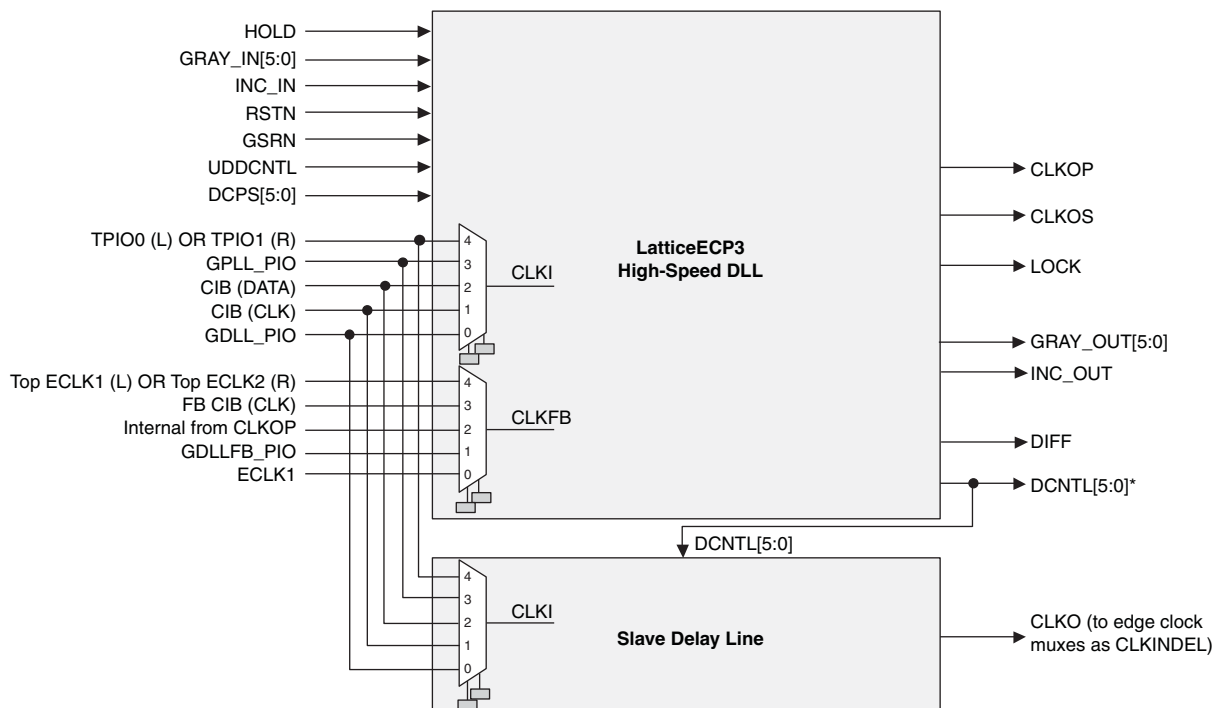 HOLD
GRAY_IN[5:0]
INC_IN
RSTN
GSRN
UDDCNTL
DCPS[5:0]
TPIO0 (L) OR TPIO1 (R)
GPLL_PIO
CIB (DATA)
CIB (CLK)
GDLL_PIO
4
3
2
1
0
CLKI
Top ECLK1 (L) OR Top ECLK2 (R)
FB CIB (CLK)
Internal from CLKOP
GDLLFB_PIO
ECLK1
4
3
2
1
0
CLKFB
LatticeECP3
High-Speed DLL
CLKOP
CLKOS
LOCK
GRAY_OUT[5:0]
INC_OUT
DIFF
DCNTL[5:0]*
DCNTL[5:0]
4
3
2
1
0
CLKI
Slave Delay Line
CLKO (to edge clock
muxes as CLKINDEL)